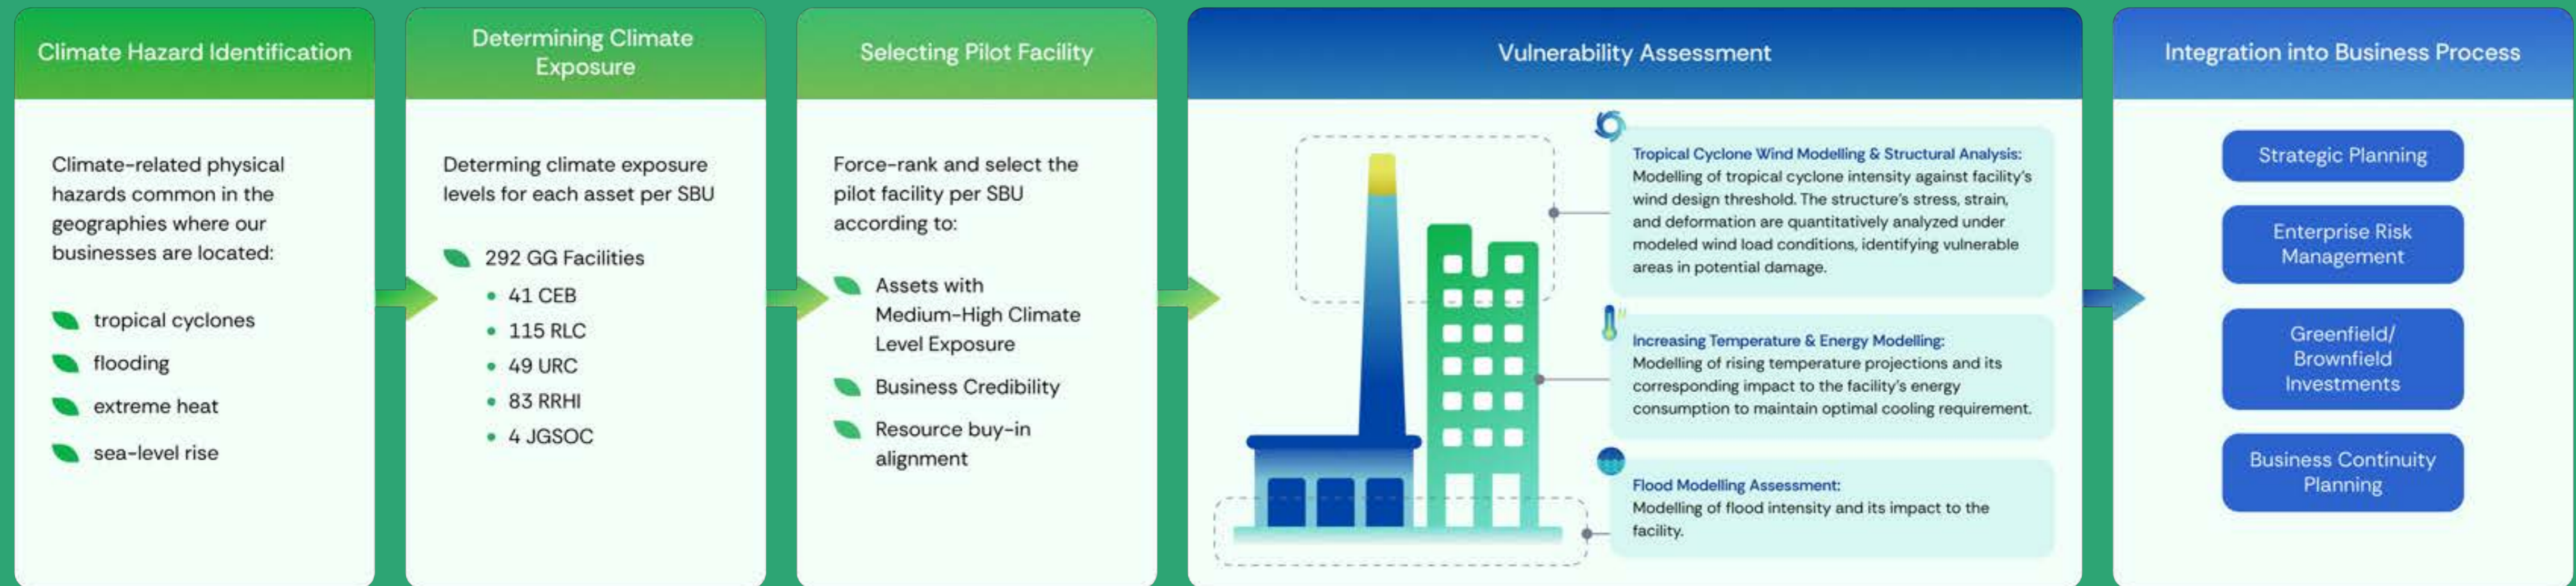 Climate Hazard Identification
Climate-related physical
hazards common in the
geographies where our
businesses are located:
tropical cyclones
flooding
extreme heat
sea-level rise
Determining Climate
Exposure
Determing climate exposure
levels for each asset per SBU
292 GG Facilities
• 41 CEB
• 115 RLC
• 49 URC
• 83 RRHI
• 4 JGSOC
Selecting Pilot Facility
Force-rank and select the
pilot facility per SBU
according to:
Assets with
Medium-High Climate
Level Exposure
Business Credibility
Resource buy-in
alignment
Vulnerability Assessment
Tropical Cyclone Wind Modelling & Structural Analysis:
Modelling of tropical cyclone intensity against facility's
wind design threshold. The structure's stress, strain,
and deformation are quantitatively analyzed under
modeled wind load conditions, identifying vulnerable
areas in potential damage.
Increasing Temperature & Energy Modelling:
Modelling of rising temperature projections and its
corresponding impact to the facility's energy
consumption to maintain optimal cooling requirement.
Flood Modelling Assessment:
Modelling of flood intensity and its impact to the
facility.
Integration into Business Process
Strategic Planning
Enterprise Risk
Management
Greenfield/
Brownfield
Investments
Business Continuity
Planning